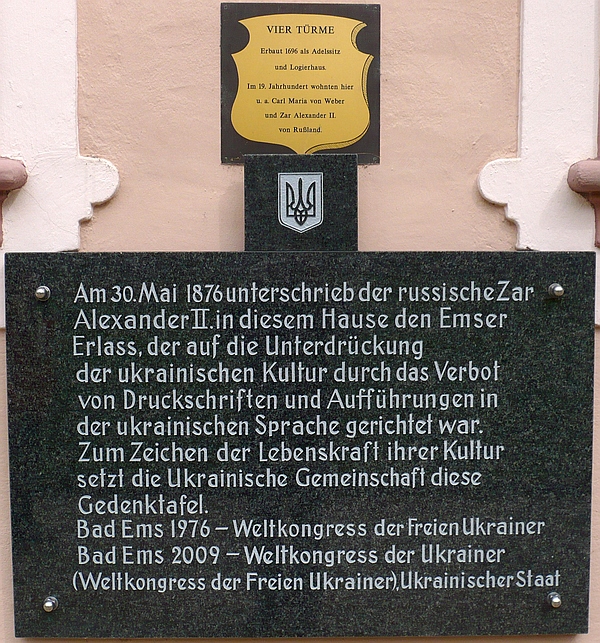 VIER TÜRME
Erbaut 1696 als Adelssitz
und Logierhaus.
Im 19. Jahrhundert wohnten hier
u. a. Carl Maria von Weber
und Zar Alexander II.
von Rußland.
Am 30. Mai 1876 unterschrieb der russische Zar
Alexander II. in diesem Hause den Emser
Erlass, der auf die Unterdrückung
der ukrainischen Kultur durch das Verbot
von Druckschriften und Aufführungen in
der ukrainischen Sprache gerichtet war.
Zum Zeichen der Lebenskraft ihrer Kultur
setzt die Ukrainische Gemeinschaft diese
Gedenktafel.
Bad Ems 1976 – Weltkongress der Freien Ukrainer
Bad Ems 2009 – Weltkongress der Ukrainer
(Weltkongress der Freien Ukrainer), Ukrainischer Staat